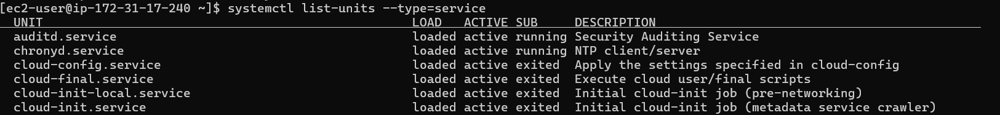 [ec2-user@ip-172-31-17-240 ~]$ systemctl list-units --type=service
UNIT LOAD ACTIVE SUB DESCRIPTION
auditd.service loaded active running Security Auditing Service
chronyd.service loaded active running NTP client/server
cloud-config.service loaded active exited Apply the settings specified in cloud-config
cloud-final.service loaded active exited Execute cloud user/final scripts
cloud-init-local.service loaded active exited Initial cloud-init job (pre-networking)
cloud-init.service loaded active exited Initial cloud-init job (metadata service crawler)